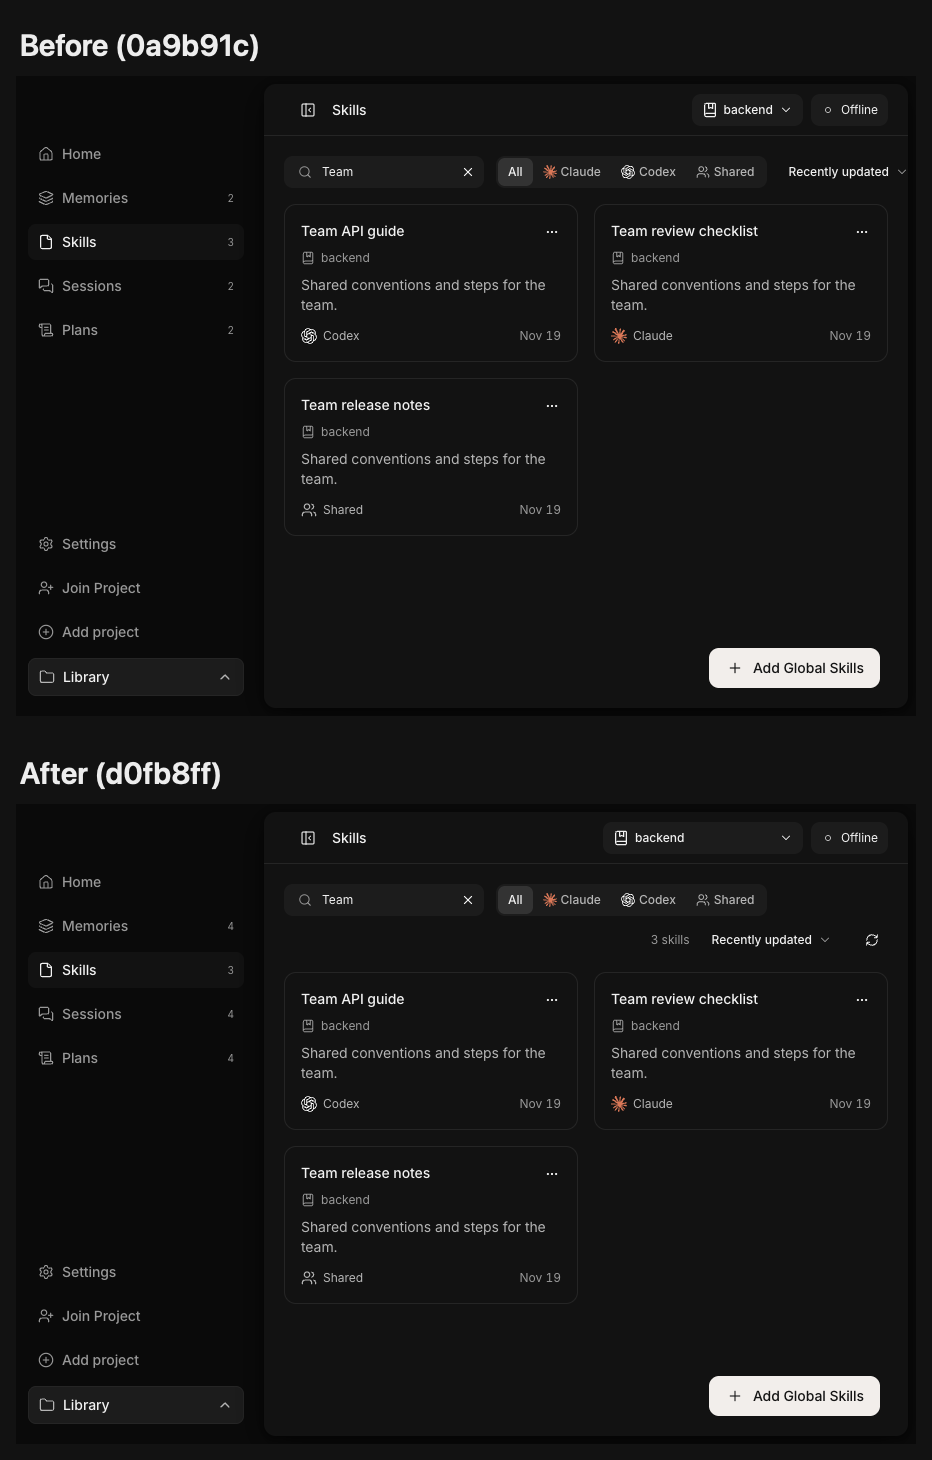 Before (0a9b91c)
Skills
backend
Offline
Home
Memories 2
Skills 3
Sessions 2
Plans 2
Settings
Join Project
Add project
Library
Team
All Claude Codex Shared
Recently updated
Team API guide
backend
Shared conventions and steps for the
team.
Codex Nov 19
Team review checklist
backend
Shared conventions and steps for the
team.
Claude Nov 19
Team release notes
backend
Shared conventions and steps for the
team.
Shared Nov 19
Add Global Skills
After (d0fb8ff)
Skills
backend
Offline
Home
Memories 4
Skills 3
Sessions 4
Plans 4
Settings
Join Project
Add project
Library
Team
All Claude Codex Shared
3 skills Recently updated
Team API guide
backend
Shared conventions and steps for the
team.
Codex Nov 19
Team review checklist
backend
Shared conventions and steps for the
team.
Claude Nov 19
Team release notes
backend
Shared conventions and steps for the
team.
Shared Nov 19
Add Global Skills